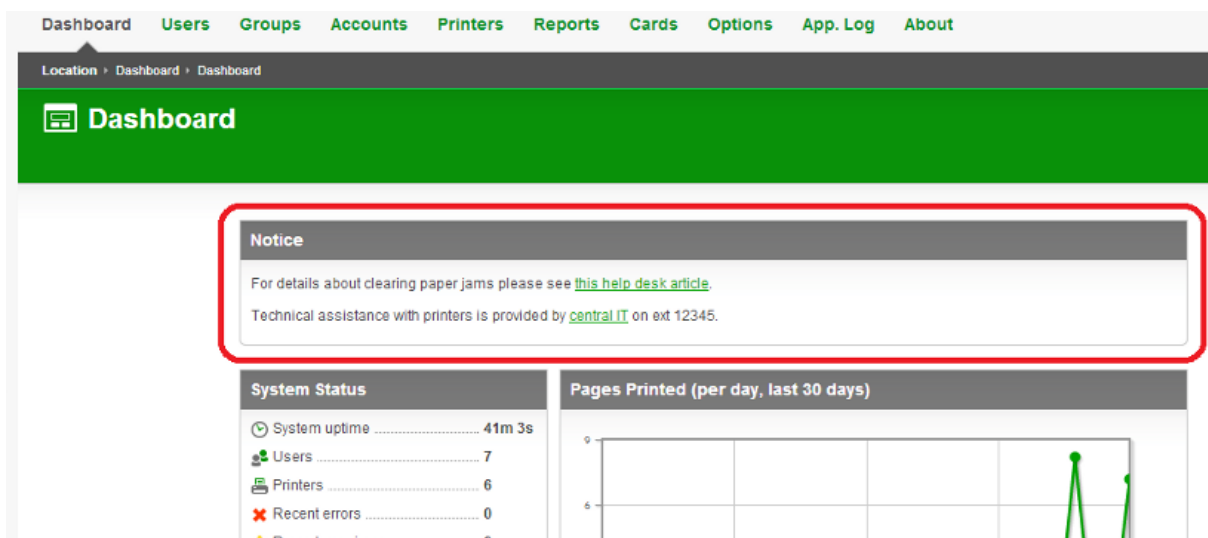 Dashboard Users Groups Accounts Printers Reports Cards Options App. Log About
Location › Dashboard › Dashboard
Dashboard
Notice
For details about clearing paper jams please see this help desk article.
Technical assistance with printers is provided by central IT on ext 12345.
System Status
System uptime 41m 3s
Users 7
Printers 6
Recent errors 0
Pages Printed (per day, last 30 days)
9
6